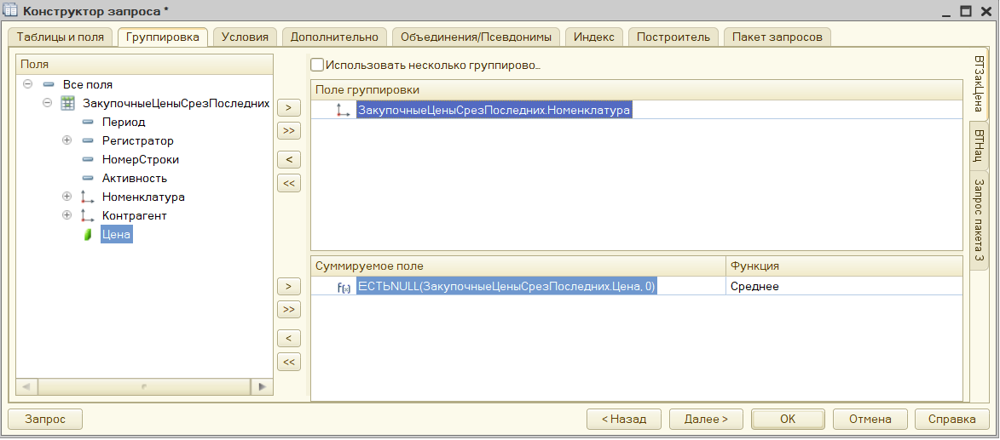 Конструктор запроса *
Таблицы и поля
Группировка
Условия
Дополнительно
Объединения/Псевдонимы
Индекс
Построитель
Пакет запросов
Поля
Все поля
ЗакупочныеЦеныСрезПоследних
Период
Регистратор
НомерСтроки
Активность
Номенклатура
Контрагент
Цена
>
>>
<
<<
>
>>
<
<<
Использовать несколько группирово...
Поле группировки
ЗакупочныеЦеныСрезПоследних.Номенклатура
Суммируемое поле
Функция
f(x) ЕСТЬNULL(ЗакупочныеЦеныСрезПоследних.Цена, 0)
Среднее
ВТЗакЦена
ВТНац
Запрос пакета 3
Запрос
< Назад
Далее >
OK
Отмена
Справка